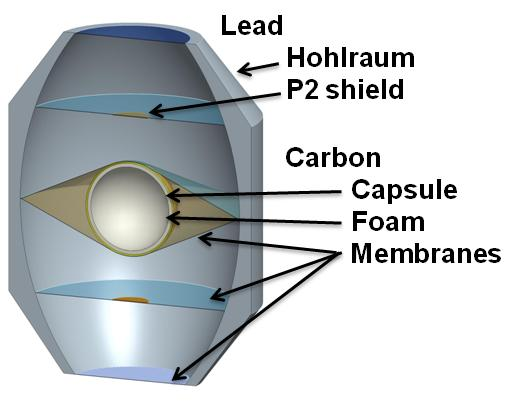 Lead
Hohlraum
P2 shield
Carbon
Capsule
Foam
Membranes